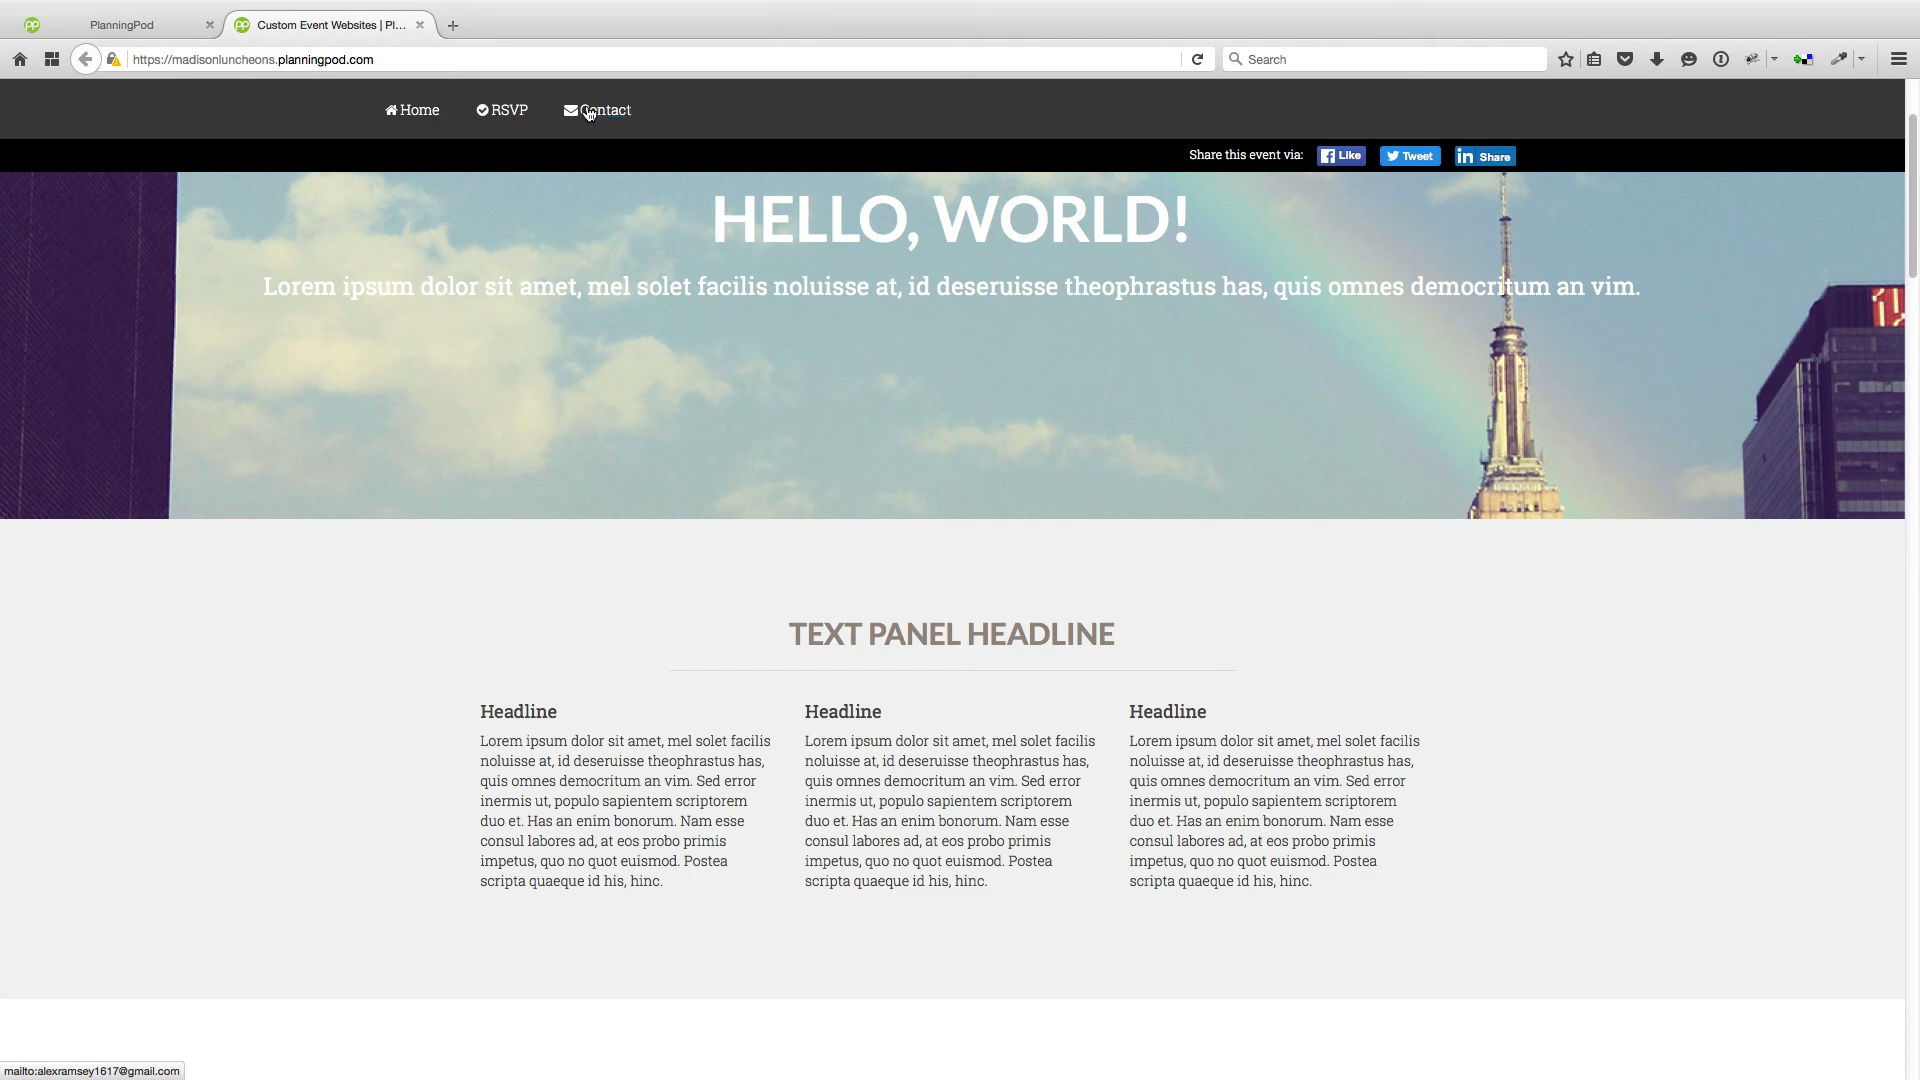 PlanningPod
Custom Event Websites | Pl...
https://madisonluncheons.planningpod.com
Search
Home
RSVP
Contact
Share this event via:
Like
Tweet
in Share
HELLO, WORLD!
Lorem ipsum dolor sit amet, mel solet facilis noluisse at, id deseruisse theophrastus has, quis omnes democritum an vim.
TEXT PANEL HEADLINE
Headline
Lorem ipsum dolor sit amet, mel solet facilis
noluisse at, id deseruisse theophrastus has,
quis omnes democritum an vim. Sed error
inermis ut, populo sapientem scriptorem
duo et. Has an enim bonorum. Nam esse
consul labores ad, at eos probo primis
impetus, quo no quot euismod. Postea
scripta quaeque id his, hinc.
Headline
Lorem ipsum dolor sit amet, mel solet facilis
noluisse at, id deseruisse theophrastus has,
quis omnes democritum an vim. Sed error
inermis ut, populo sapientem scriptorem
duo et. Has an enim bonorum. Nam esse
consul labores ad, at eos probo primis
impetus, quo no quot euismod. Postea
scripta quaeque id his, hinc.
Headline
Lorem ipsum dolor sit amet, mel solet facilis
noluisse at, id deseruisse theophrastus has,
quis omnes democritum an vim. Sed error
inermis ut, populo sapientem scriptorem
duo et. Has an enim bonorum. Nam esse
consul labores ad, at eos probo primis
impetus, quo no quot euismod. Postea
scripta quaeque id his, hinc.
mailto:alexramsey1617@gmail.com